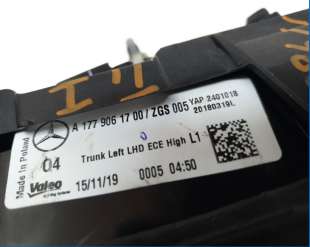 A 177 906 17 00 / ZGS 005 YAP 2401018
20180319L
Made in Poland
04
Trunk Left LHD ECE High L1
Valeo
15/11/19 0005 04:50